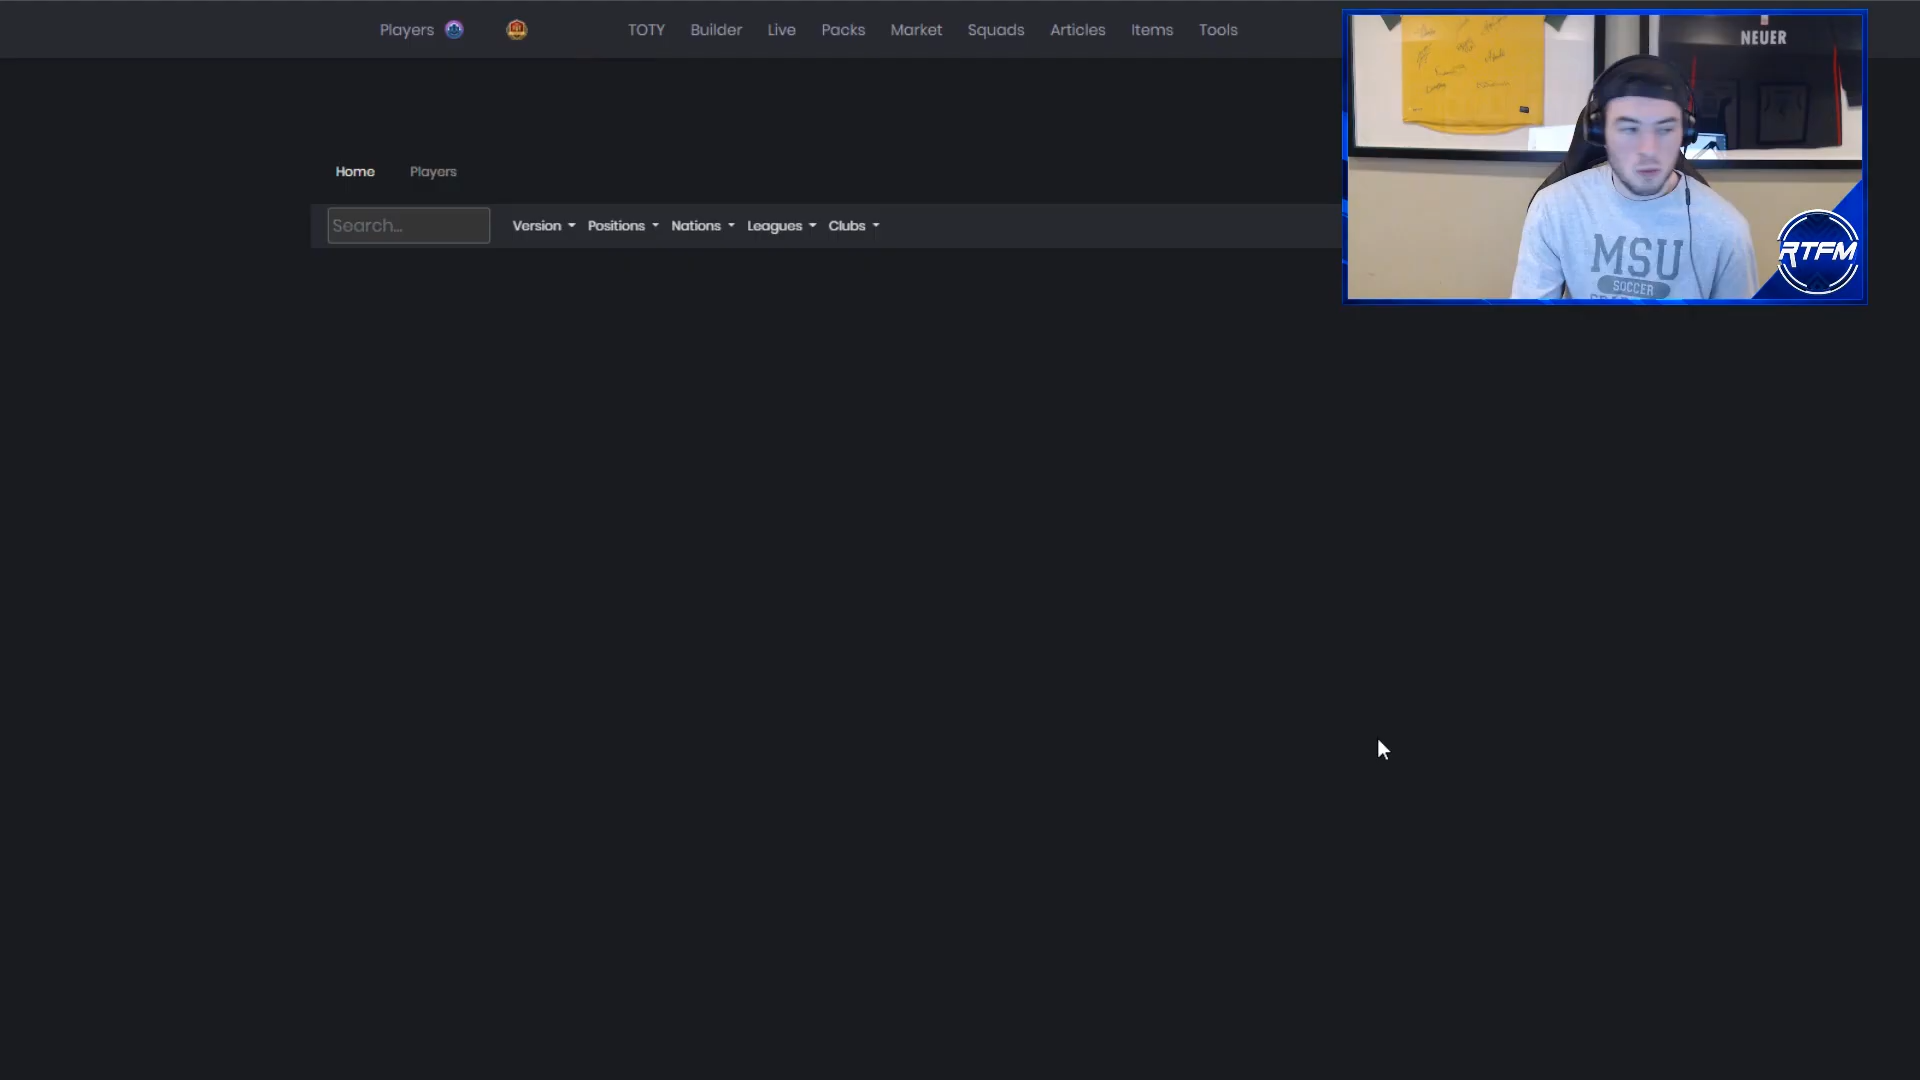 Players TOTY Builder Live Packs Market Squads Articles Items Tools
NEUER
Home Players
Search... Version Positions Nations Leagues Clubs
MSU
SOCCER
RTFM